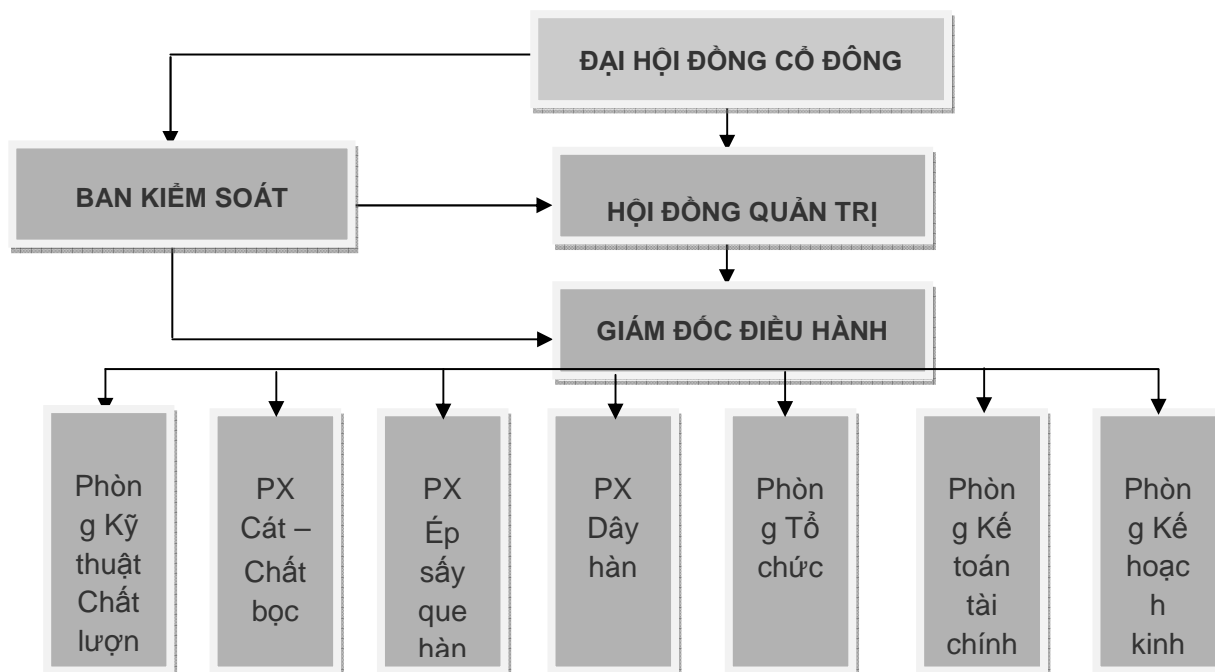 ĐẠI HỘI ĐỒNG CỔ ĐÔNG
BAN KIỂM SOÁT
HỘI ĐỒNG QUẢN TRỊ
GIÁM ĐỐC ĐIỀU HÀNH
Phòn
g Kỹ
thuật
Chất
lượn
PX
Cát –
Chất
bọc
PX
Ép
sấy
que
hàn
PX
Dây
hàn
Phòn
g Tổ
chức
Phòn
g Kế
toán
tài
chính
Phòn
g Kế
hoạc
h
kinh